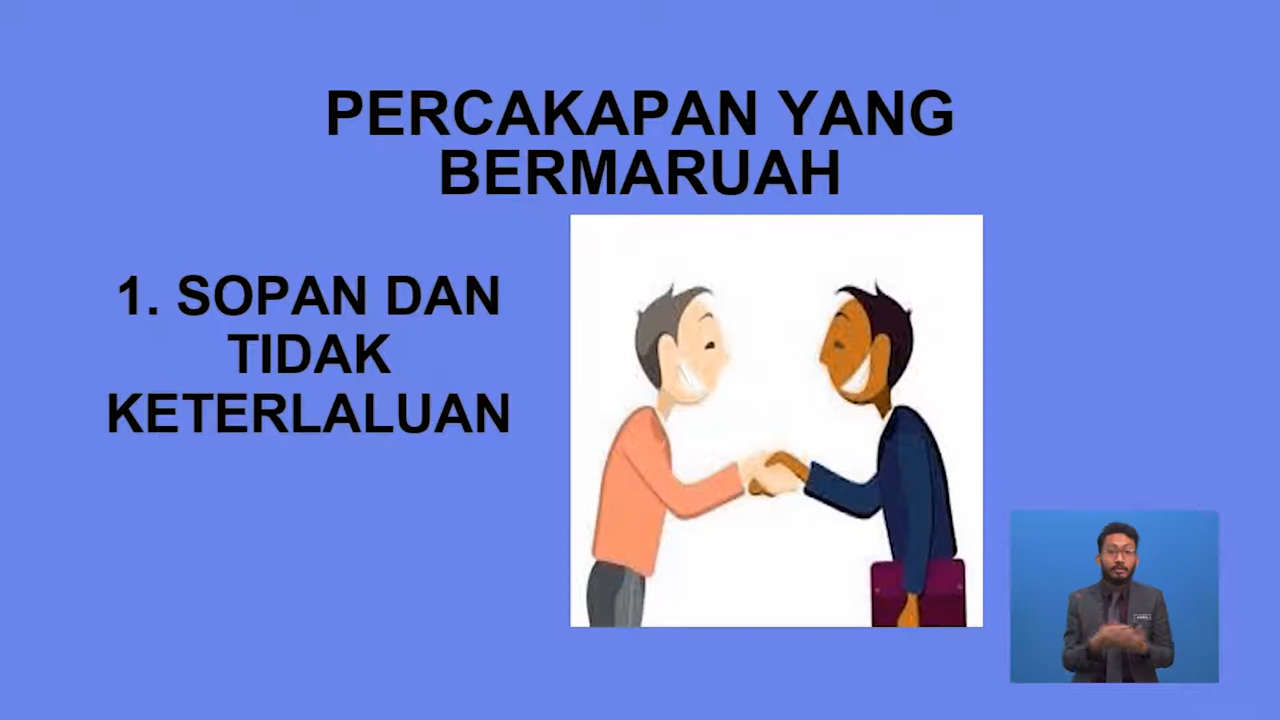 PERCAKAPAN YANG
BERMARUAH
1. SOPAN DAN
TIDAK
KETERLALUAN